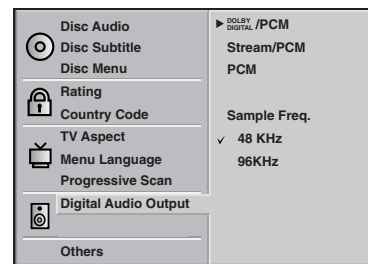 Disc Audio
Disc Subtitle
Disc Menu
Rating
Country Code
TV Aspect
Menu Language
Progressive Scan
Digital Audio Output
Others
DOLBY DIGITAL /PCM
Stream/PCM
PCM
Sample Freq.
✓ 48 KHz
96KHz